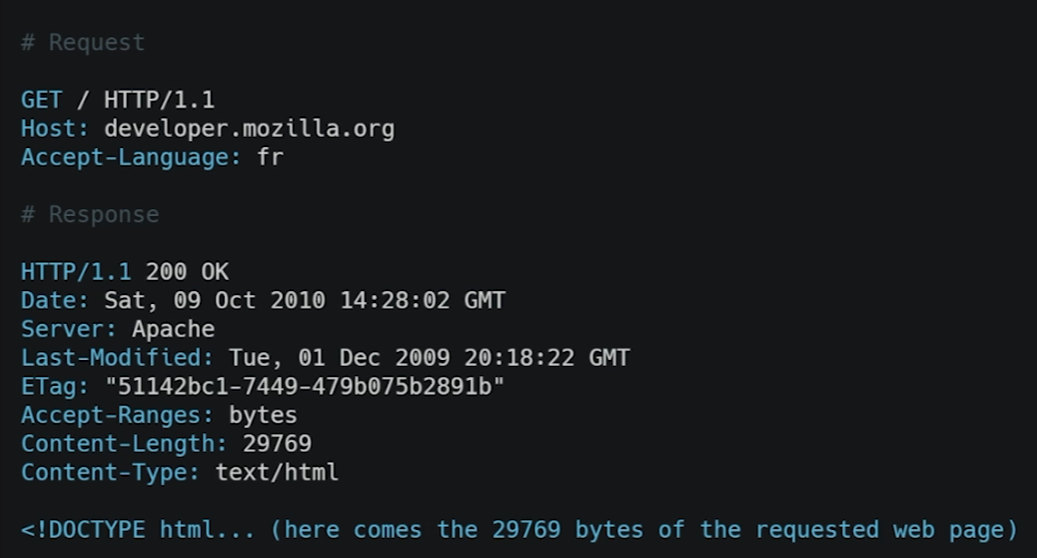 # Request
GET / HTTP/1.1
Host: developer.mozilla.org
Accept-Language: fr
# Response
HTTP/1.1 200 OK
Date: Sat, 09 Oct 2010 14:28:02 GMT
Server: Apache
Last-Modified: Tue, 01 Dec 2009 20:18:22 GMT
ETag: "51142bc1-7449-479b075b2891b"
Accept-Ranges: bytes
Content-Length: 29769
Content-Type: text/html
<!DOCTYPE html... (here comes the 29769 bytes of the requested web page)